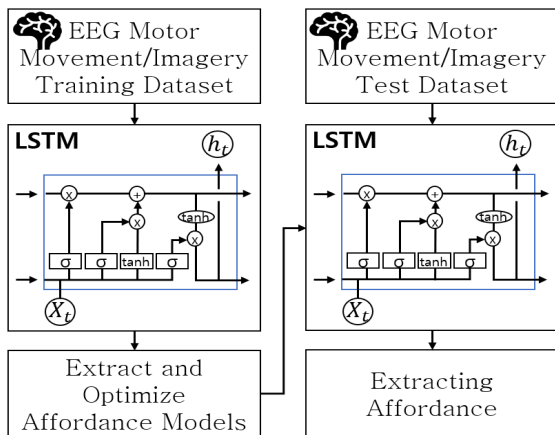 EEG Motor
Movement/Imagery
Training Dataset
LSTM
h_t
x
+
tanh
x
x
σ
σ
tanh
σ
X_t
Extract and
Optimize
Affordance Models
EEG Motor
Movement/Imagery
Test Dataset
LSTM
h_t
x
+
tanh
x
x
σ
σ
tanh
σ
X_t
Extracting
Affordance